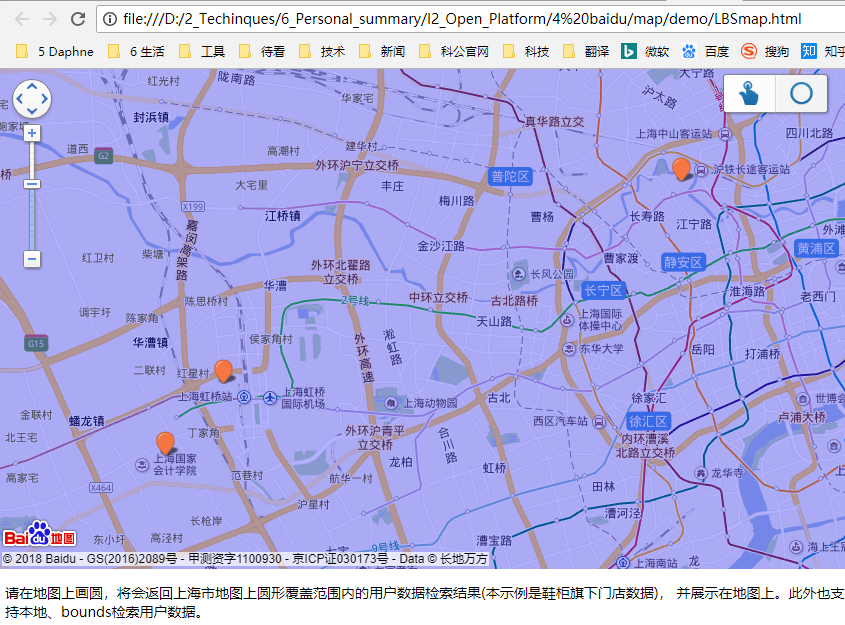 file:///D:/2_Techinques/6_Personal_summary/I2_Open_Platform/4%20baidu/map/demo/LBSmap.html
5 Daphne 6 生活 工具 待看 技术 新闻 科公官网 科技 翻译 微软 百度 搜狗 知乎
红光村
陇南路
华家宅
大宁路
沪太路
封浜镇
真华路立交
上海中山客运站
四川北路
道西
G2
建华村
高潮村
外环沪宁立交桥
普陀区
沪铁长途客运站
大宅里
丰庄
梅川路
X199
江桥镇
曹杨
长寿路
江宁路
嘉闵高架路
金沙江路
外滩
黄浦区
红卫村
柴塘
曹家渡
静安区
外环北翟路
立交桥
长风公园
华漕
长宁区
淮海路
老西门
陈思桥村
2号线
中环立交桥
古北路桥
调宇圩
陈家角
天山路
上海国际
体操中心
G15
华漕镇
侯家角村
外环高速
淞虹路
东华大学
岳阳
打浦桥
二联村
红星村
上海虹桥站
上海虹桥
国际机场
上海动物园
古北
徐家汇
世博会
金联村
蟠龙镇
西区汽车站
徐汇区
卢浦大桥
北王宅
丁家角
外环沪青平
立交桥
合川路
内环漕溪
北路立交桥
上海国家
会计学院
龙柏
虹桥
龙华寺
高家宅
范巷村
航华一村
X464
田林
沪星村
长枪岸
漕河泾
Bai du 地图
东小圩
高泾村
漕宝路
上海南站
龙
9号线
© 2018 Baidu - GS(2016)2089号 - 甲测资字1100930 - 京ICP证030173号 - Data © 长地万方
请在地图上画圆，将会返回上海市地图上圆形覆盖范围内的用户数据检索结果(本示例是鞋柜旗下门店数据)， 并展示在地图上。此外也支
持本地、bounds检索用户数据。